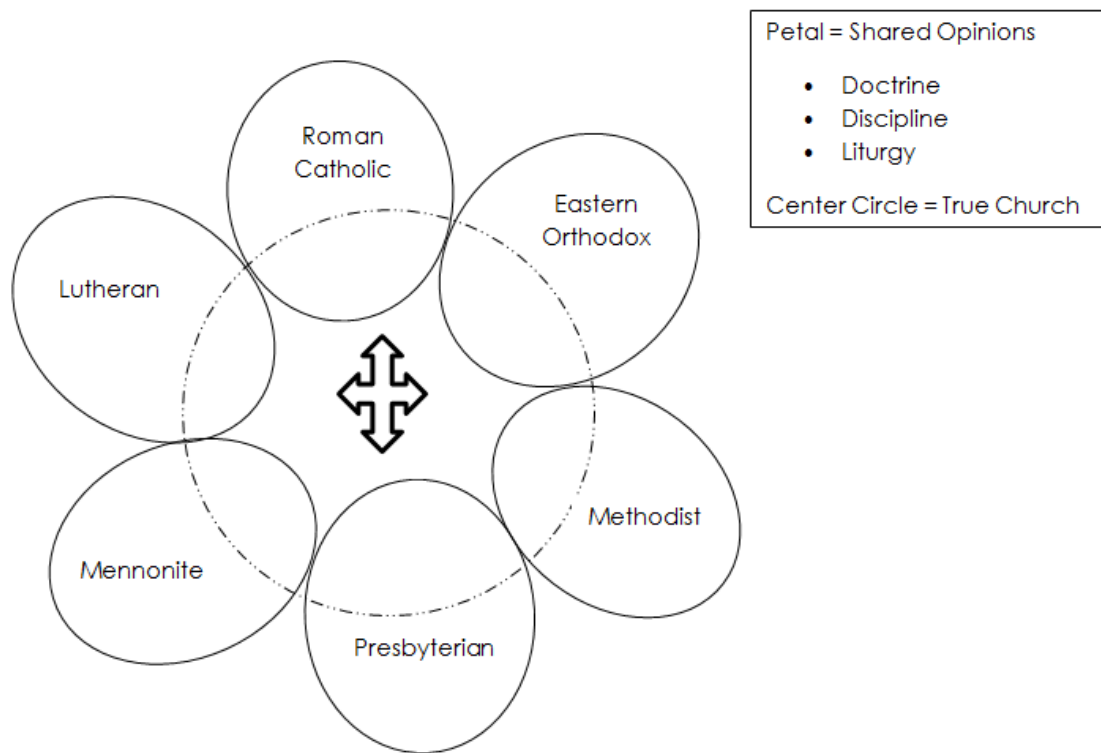 Petal = Shared Opinions
• Doctrine
• Discipline
• Liturgy
Center Circle = True Church
Roman
Catholic
Eastern
Orthodox
Lutheran
Methodist
Mennonite
Presbyterian